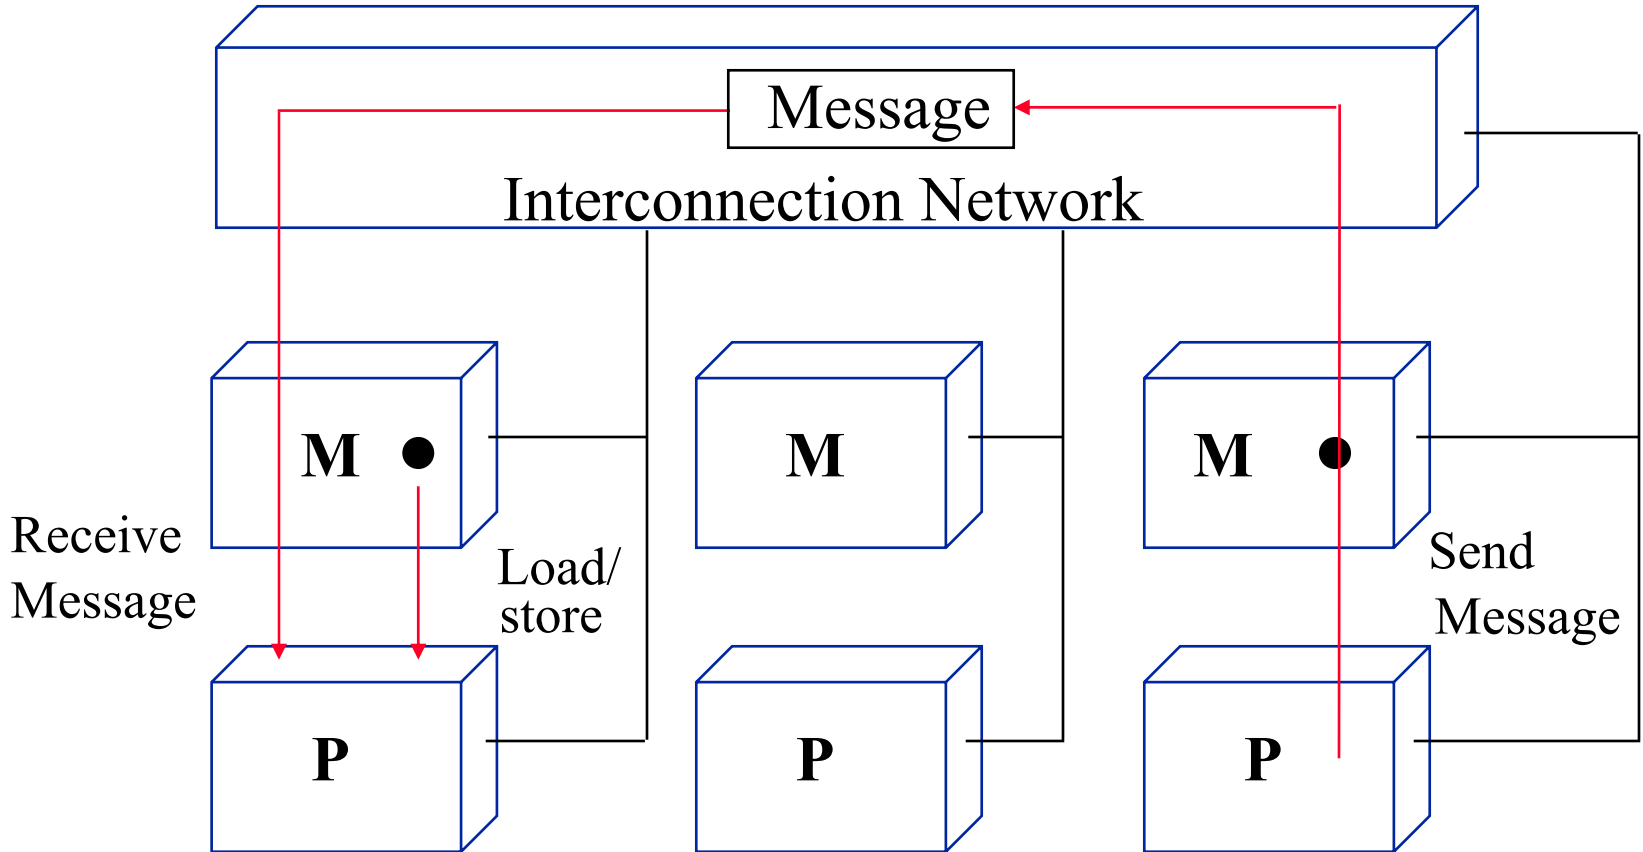 Message
Interconnection Network
M
M
M
Receive
Message
Load/
store
Send
Message
P
P
P